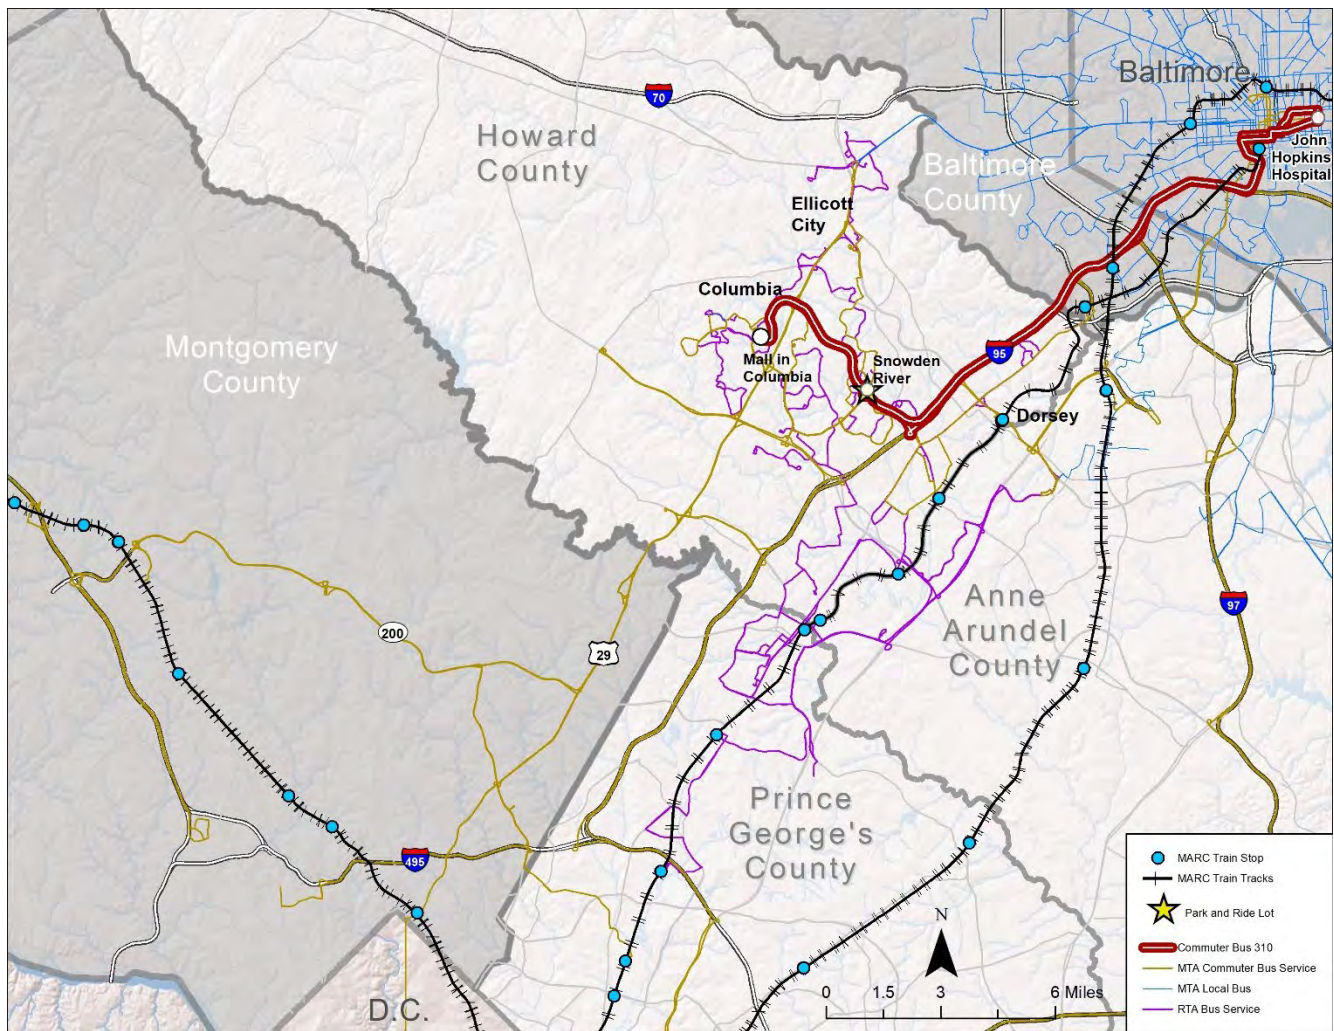 Baltimore
70
Howard
County
John
Hopkins
Hospital
Baltimore
County
Ellicott
City
Columbia
Mall in
Columbia
Snowden
River
95
Montgomery
County
Dorsey
Anne
Arundel
County
97
200
29
Prince
George's
County
495
D.C.
N
0 1.5 3 6 Miles
MARC Train Stop
MARC Train Tracks
Park and Ride Lot
Commuter Bus 310
MTA Commuter Bus Service
MTA Local Bus
RTA Bus Service